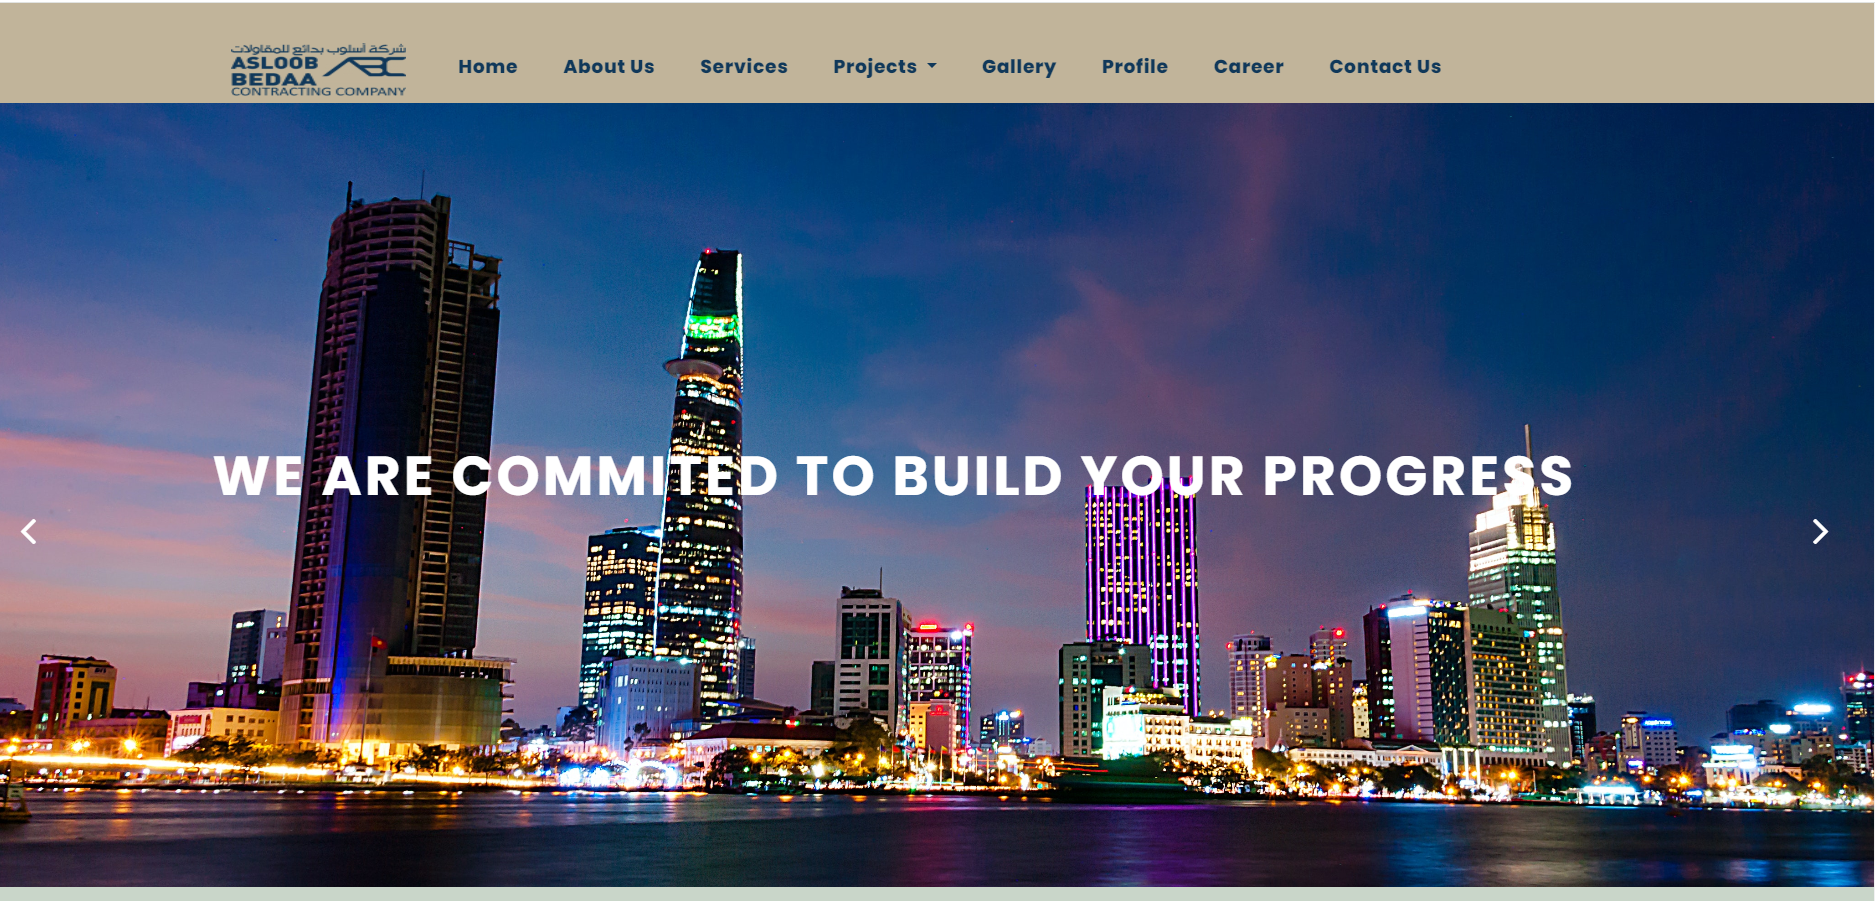 شركة أسلوب بدائع للمقاولات
ASLOOB
BEDAA
ABC
CONTRACTING COMPANY
Home About Us Services Projects Gallery Profile Career Contact Us
WE ARE COMMITED TO BUILD YOUR PROGRESS